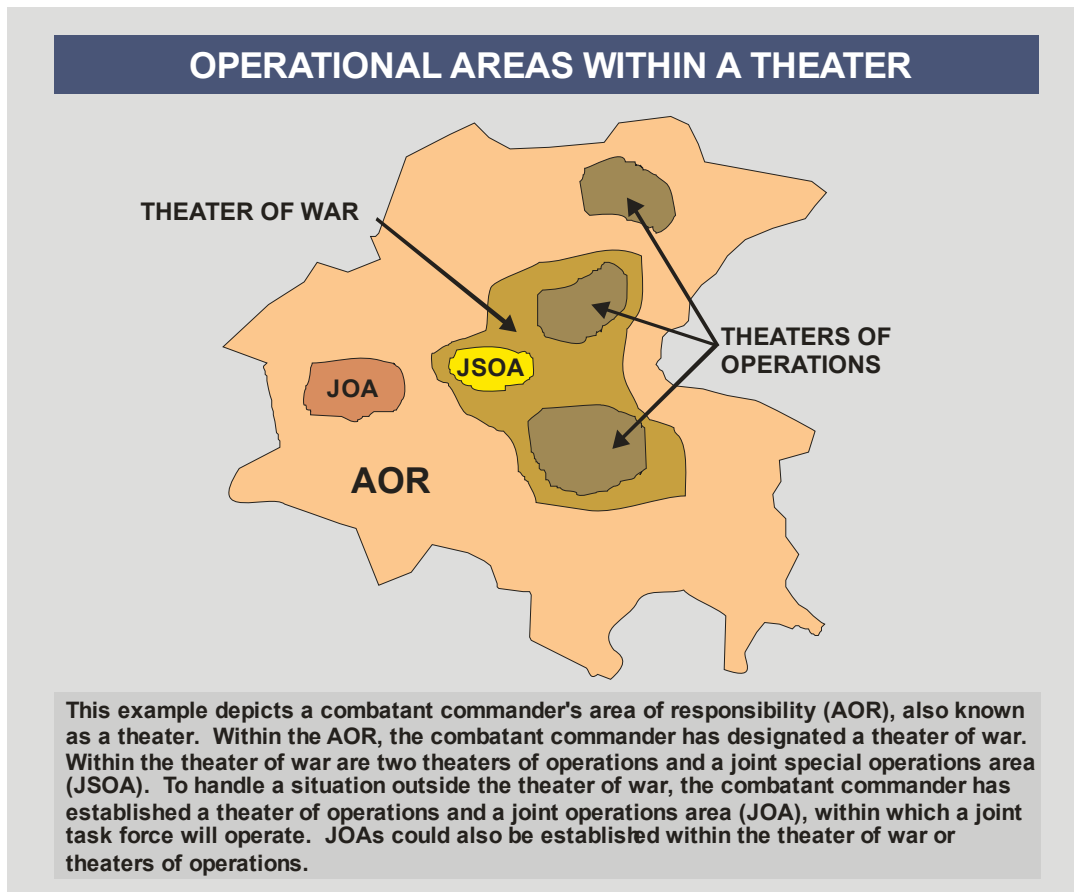 OPERATIONAL AREAS WITHIN A THEATER
THEATER OF WAR
THEATERS OF
OPERATIONS
JSOA
JOA
AOR
This example depicts a combatant commander's area of responsibility (AOR), also known
as a theater. Within the AOR, the combatant commander has designated a theater of war.
Within the theater of war are two theaters of operations and a joint special operations area
(JSOA). To handle a situation outside the theater of war, the combatant commander has
established a theater of operations and a joint operations area (JOA), within which a joint
task force will operate. JOAs could also be established within the theater of war or
theaters of operations.